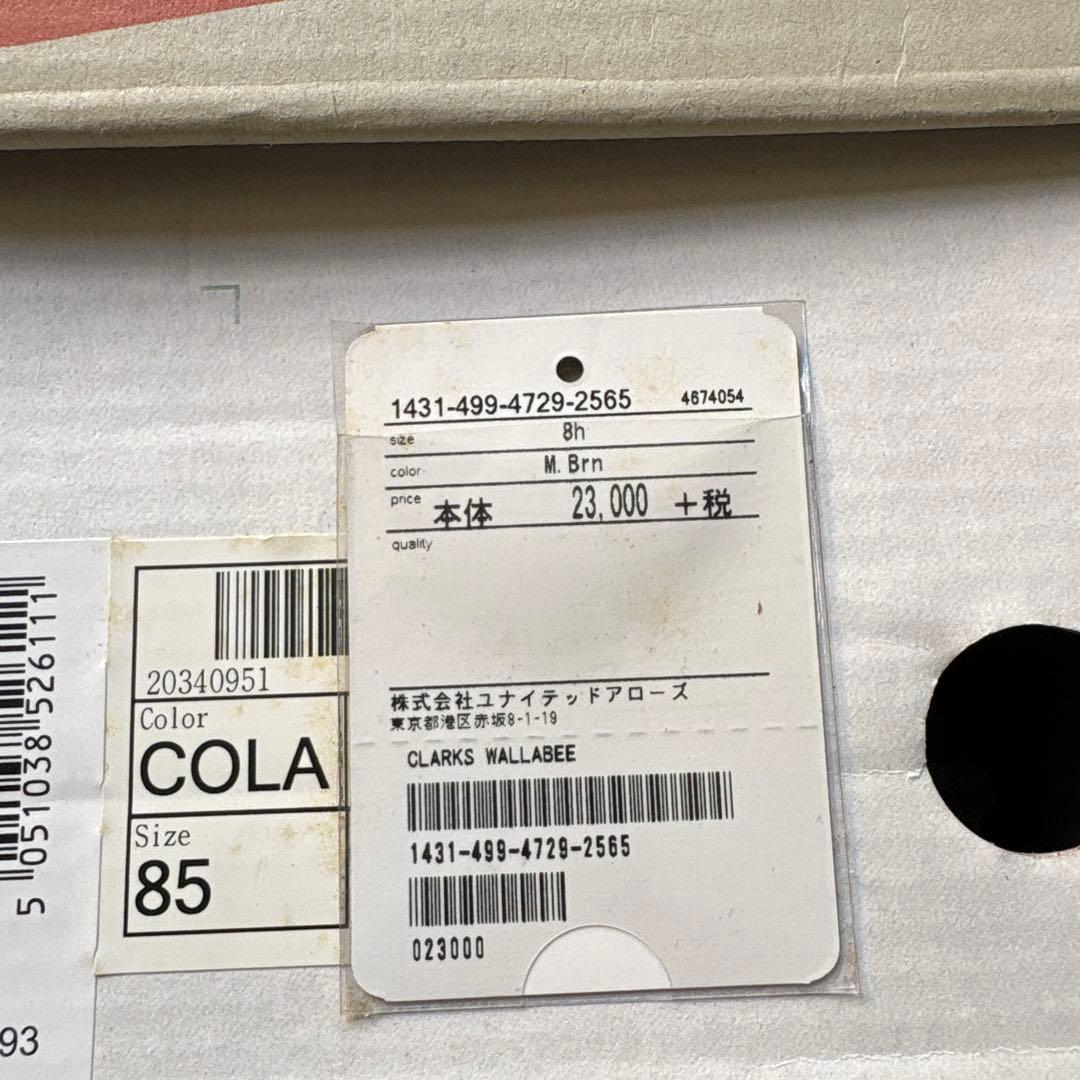 1431-499-4729-2565 4674054
size 8h
color M. Brn
price 本体 23,000 +税
quality
株式会社ユナイテッドアローズ
東京都港区赤坂8-1-19
CLARKS WALLABEE
1431-499-4729-2565
023000
20340951
Color
COLA
Size
85
5 051038 526111
93